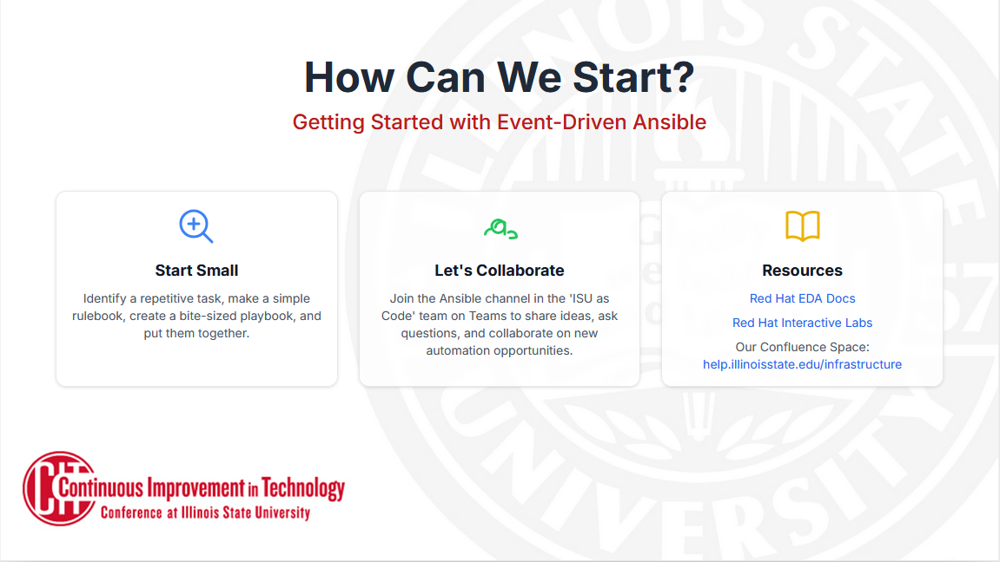 How Can We Start?
Getting Started with Event-Driven Ansible
Start Small
Identify a repetitive task, make a simple
rulebook, create a bite-sized playbook, and
put them together.
Let's Collaborate
Join the Ansible channel in the 'ISU as
Code' team on Teams to share ideas, ask
questions, and collaborate on new
automation opportunities.
Resources
Red Hat EDA Docs
Red Hat Interactive Labs
Our Confluence Space:
help.illinoisstate.edu/infrastructure
CIT
Continuous Improvement in Technology
Conference at Illinois State University
ILLINOIS STATE
UNIVERSITY